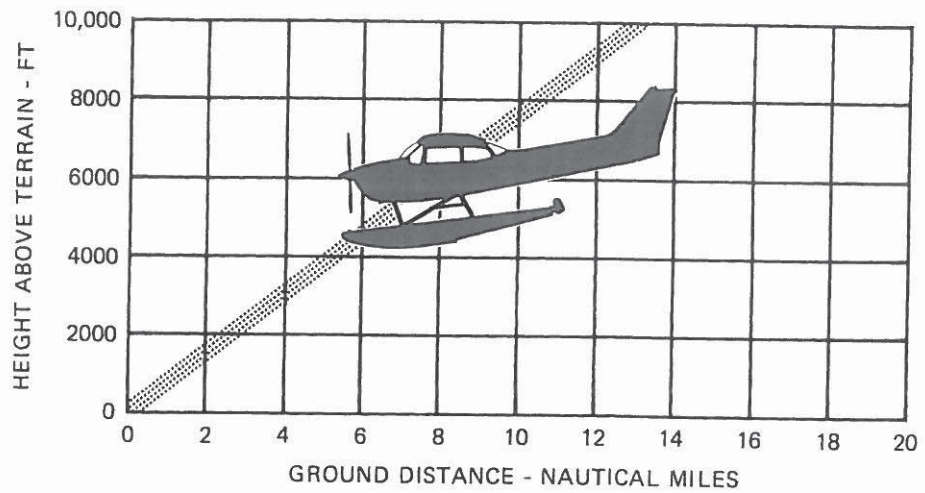 HEIGHT ABOVE TERRAIN - FT
10,000
8000
6000
4000
2000
0
0 2 4 6 8 10 12 14 16 18 20
GROUND DISTANCE - NAUTICAL MILES